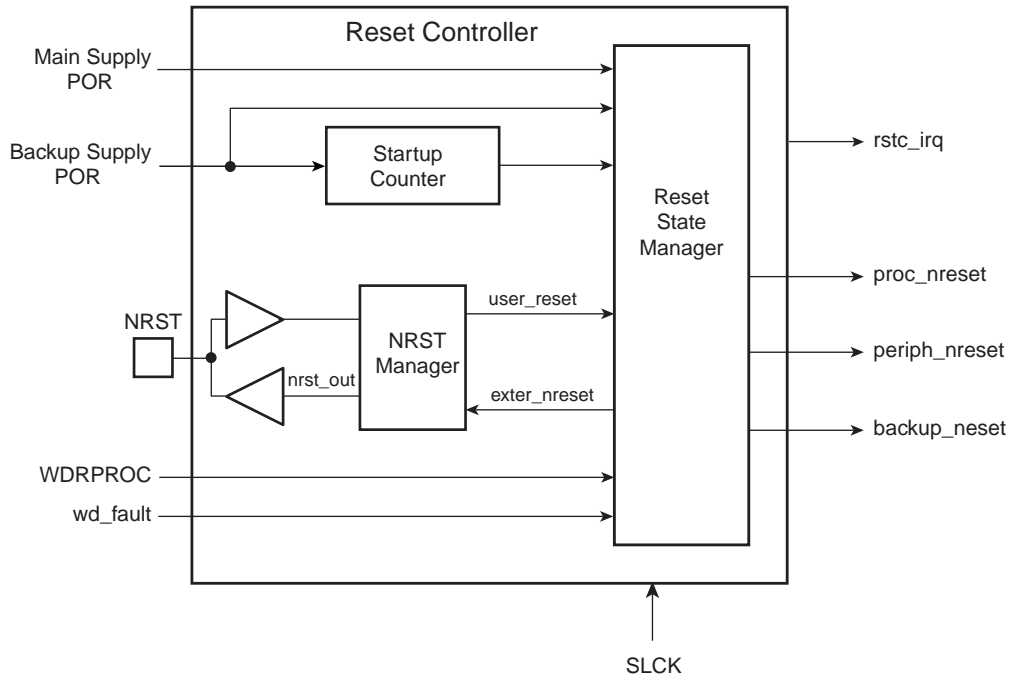 Reset Controller
Main Supply
POR
Backup Supply
POR
Startup
Counter
rstc_irq
Reset
State
Manager
proc_nreset
user_reset
NRST
NRST
Manager
periph_nreset
nrst_out
exter_nreset
backup_neset
WDRPROC
wd_fault
SLCK